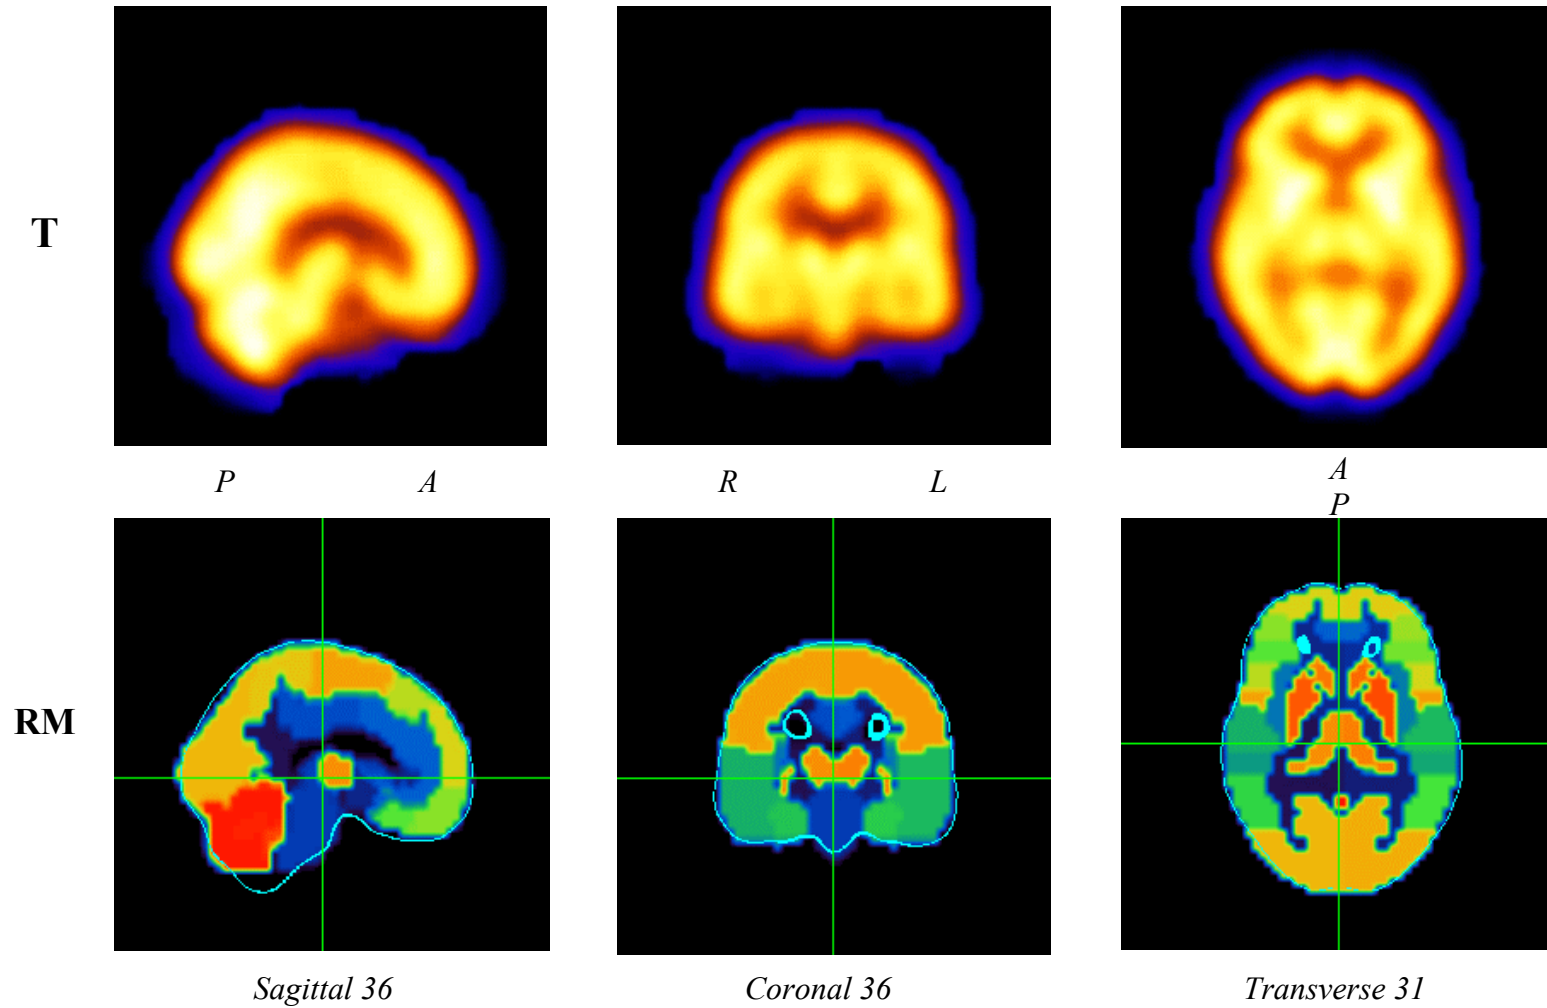 T
P A R L A
P
RM
Sagittal 36 Coronal 36 Transverse 31